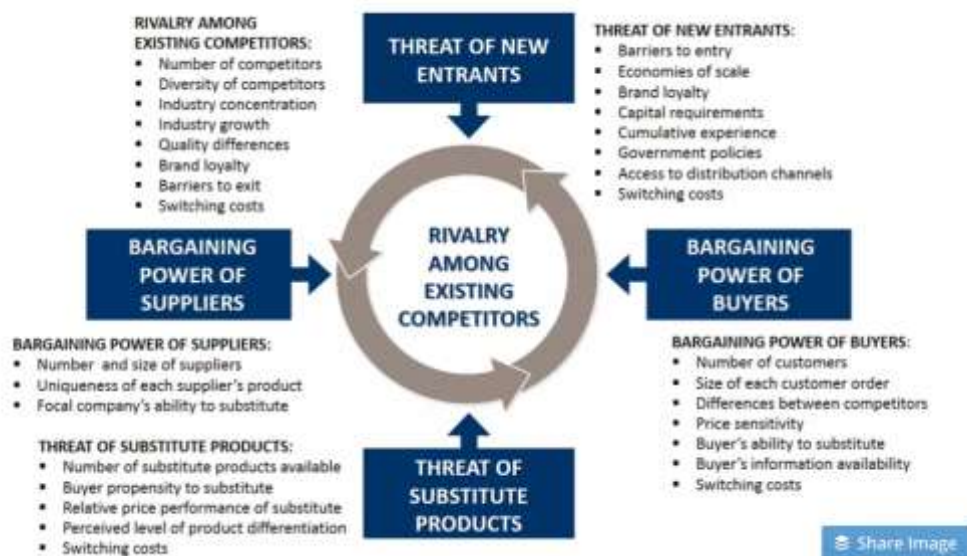 RIVALRY AMONG
EXISTING COMPETITORS:
▪ Number of competitors
▪ Diversity of competitors
▪ Industry concentration
▪ Industry growth
▪ Quality differences
▪ Brand loyalty
▪ Barriers to exit
▪ Switching costs
THREAT OF NEW
ENTRANTS
THREAT OF NEW ENTRANTS:
▪ Barriers to entry
▪ Economies of scale
▪ Brand loyalty
▪ Capital requirements
▪ Cumulative experience
▪ Government policies
▪ Access to distribution channels
▪ Switching costs
BARGAINING
POWER OF
SUPPLIERS
RIVALRY
AMONG
EXISTING
COMPETITORS
BARGAINING
POWER OF
BUYERS
BARGAINING POWER OF SUPPLIERS:
▪ Number and size of suppliers
▪ Uniqueness of each supplier's product
▪ Focal company's ability to substitute
BARGAINING POWER OF BUYERS:
▪ Number of customers
▪ Size of each customer order
▪ Differences between competitors
▪ Price sensitivity
▪ Buyer's ability to substitute
▪ Buyer's information availability
▪ Switching costs
THREAT OF SUBSTITUTE PRODUCTS:
▪ Number of substitute products available
▪ Buyer propensity to substitute
▪ Relative price performance of substitute
▪ Perceived level of product differentiation
▪ Switching costs
THREAT OF
SUBSTITUTE
PRODUCTS
Share Image